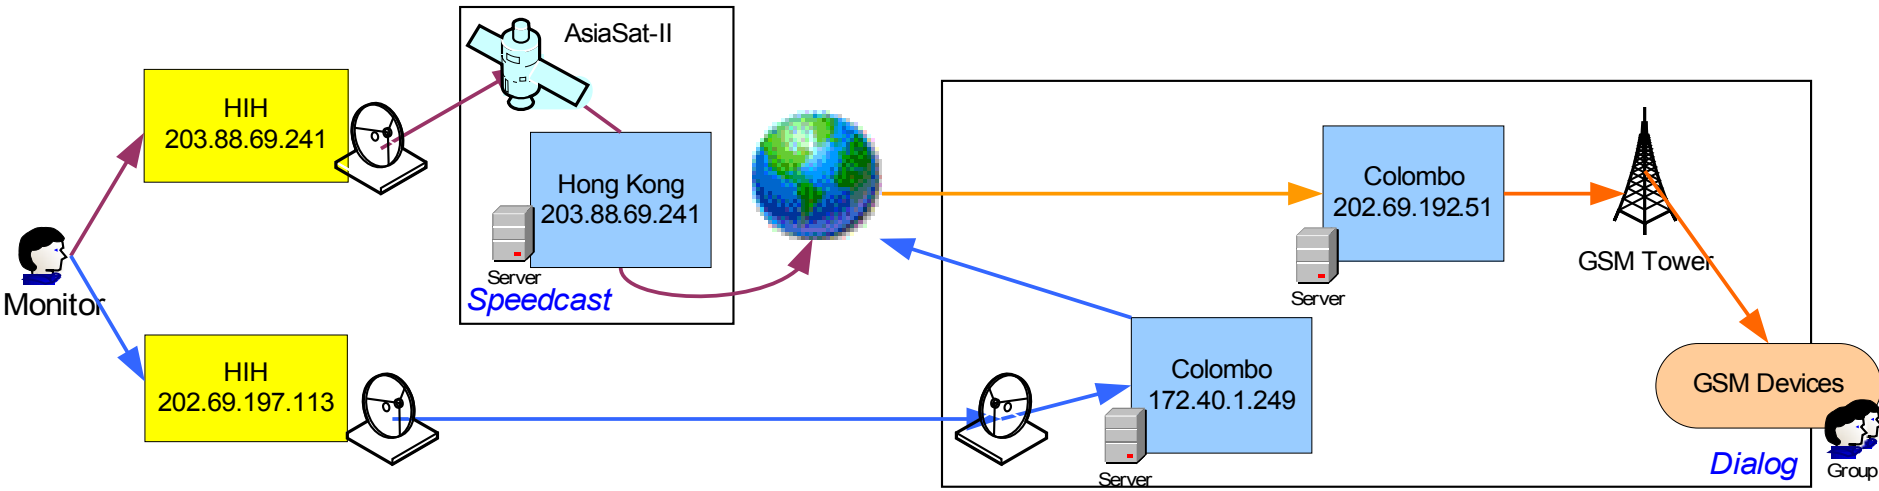 AsiaSat-II
HIH
203.88.69.241
Hong Kong
203.88.69.241
Server
Speedcast
Monitor
HIH
202.69.197.113
Colombo
202.69.192.51
Server
GSM Tower
Colombo
172.40.1.249
Server
GSM Devices
Group
Dialog